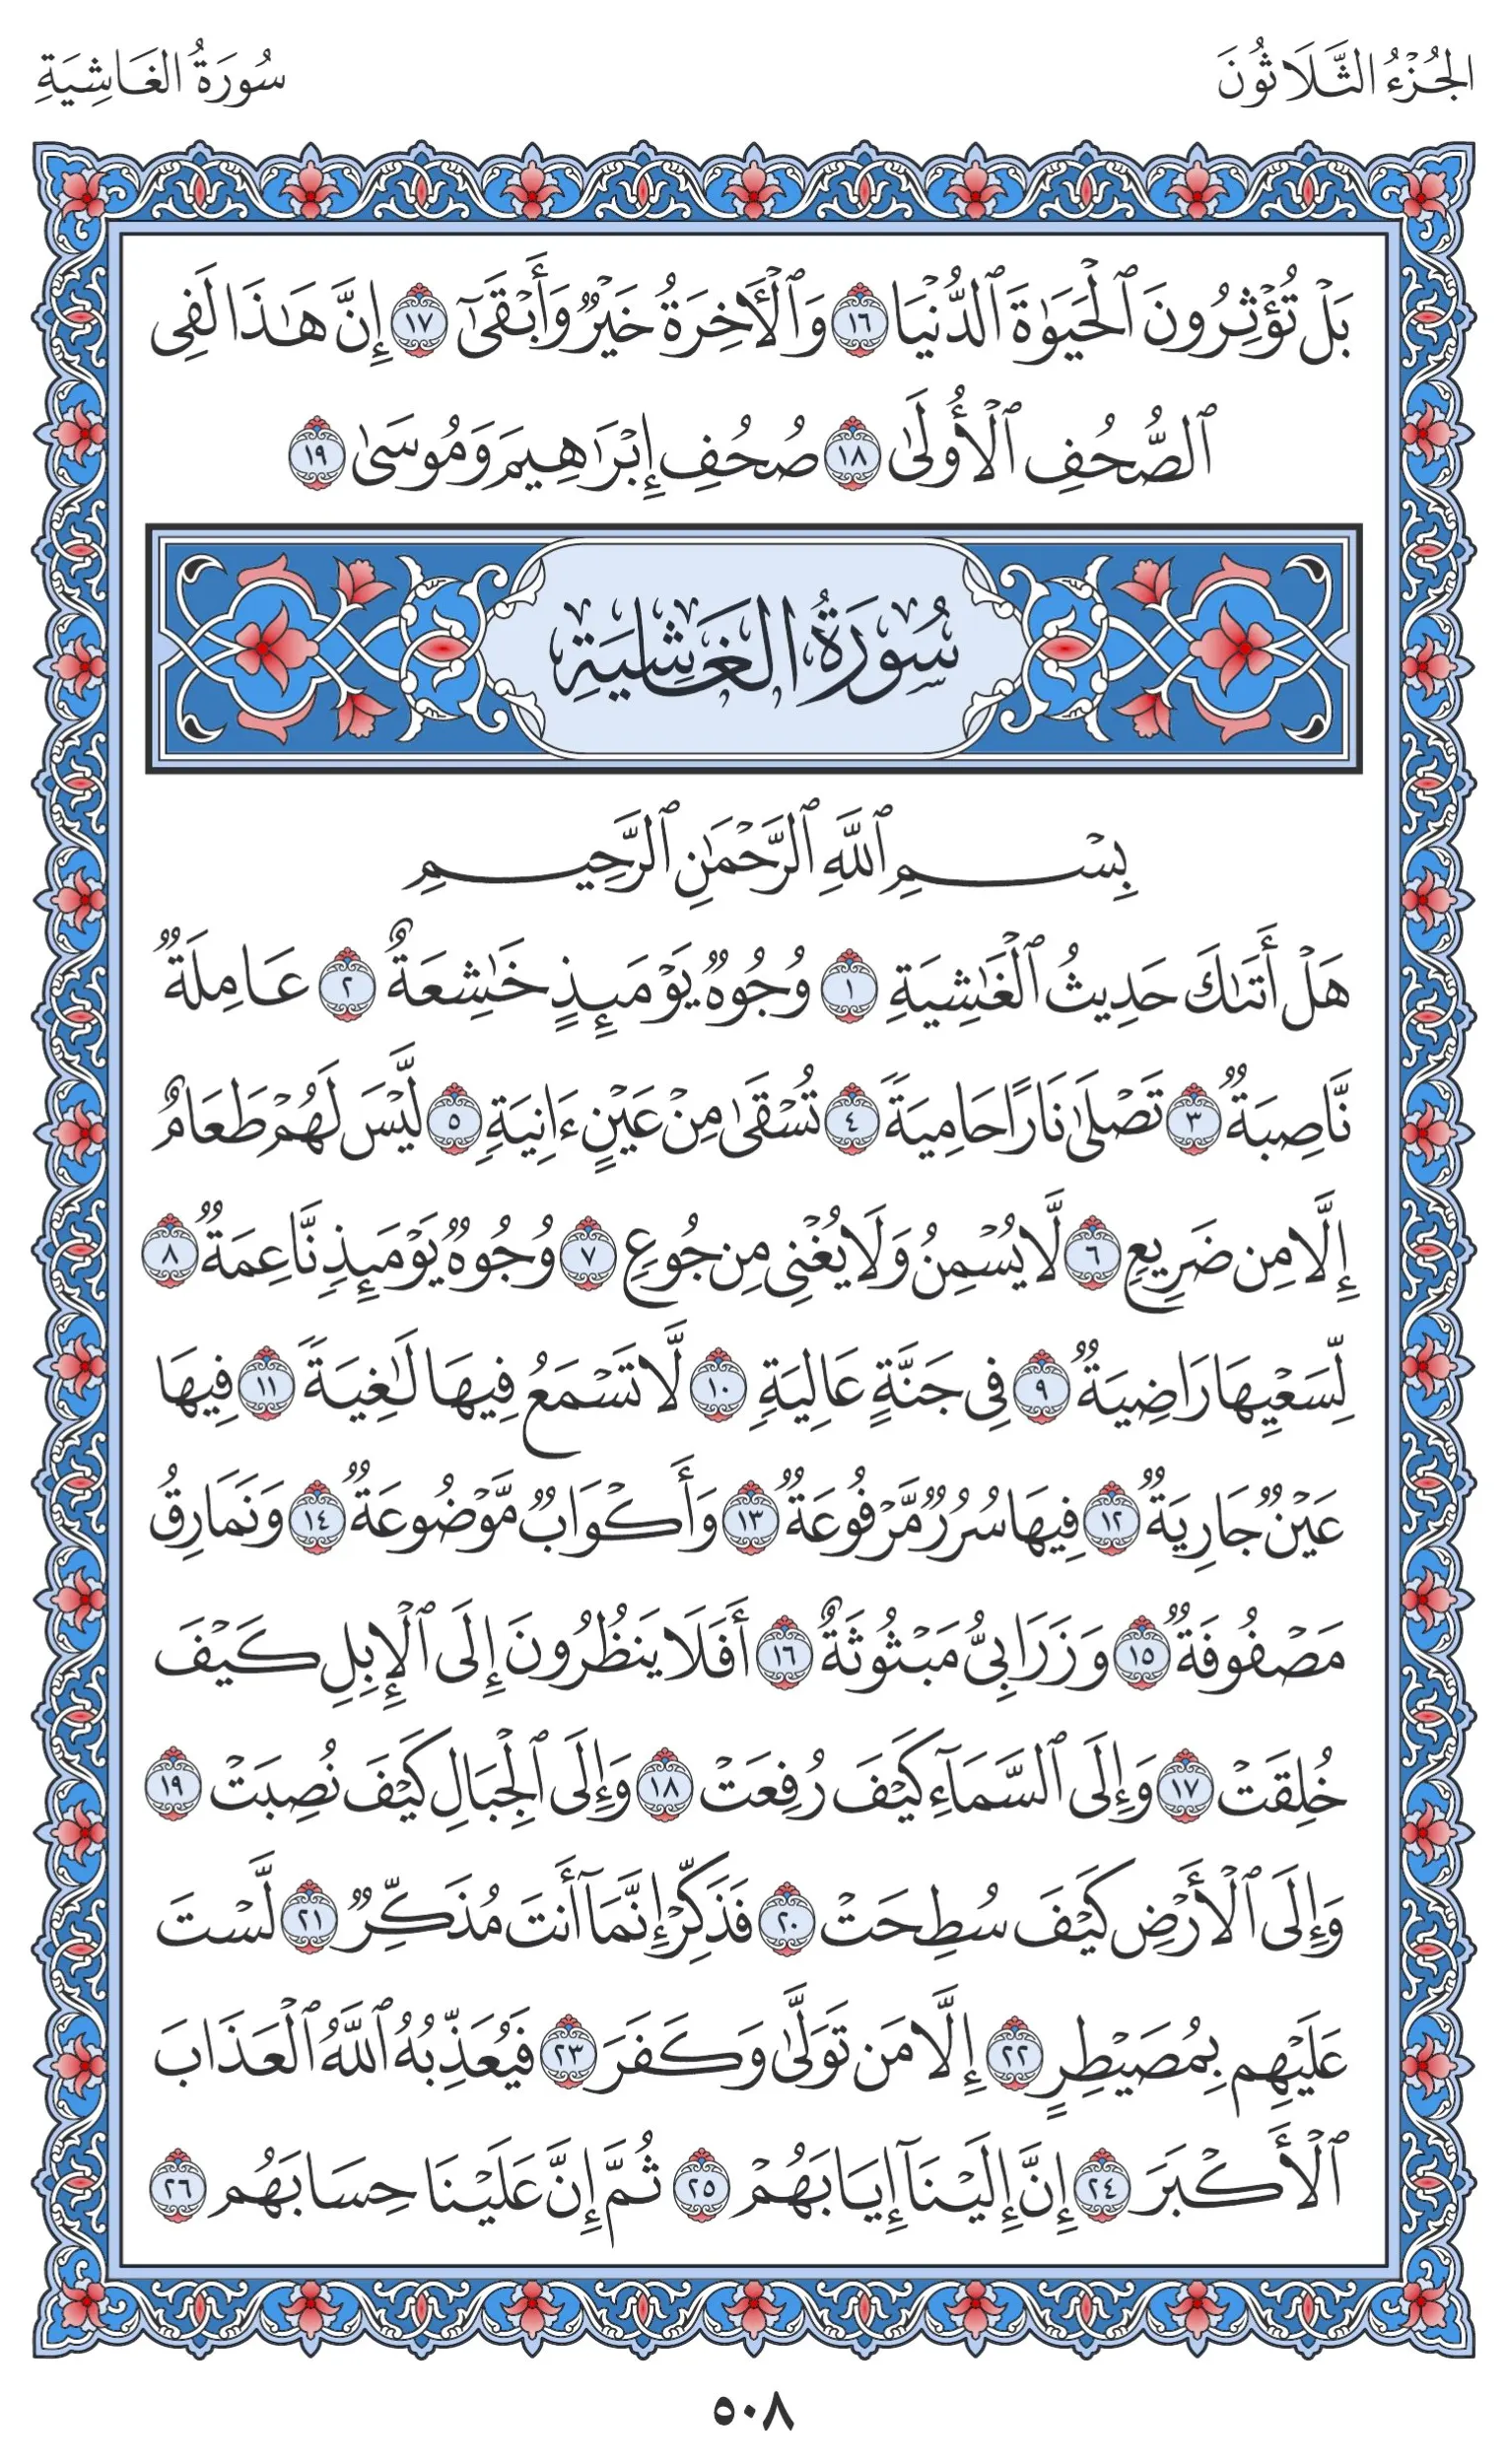 الجُزْءُ الثَّلَاثُونَ
سُورَةُ الغَاشِيَةِ
بَلْ تُؤْثِرُونَ ٱلْحَيَوٰةَ ٱلدُّنْيَا ١٦ وَٱلْأَخِرَةُ خَيْرٌ وَأَبْقَىٰٓ ١٧ إِنَّ هَٰذَا لَفِى
ٱلصُّحُفِ ٱلْأُولَىٰ ١٨ صُحُفِ إِبْرَٰهِيمَ وَمُوسَىٰ ١٩
سُورَةُ الغَاشِيَةِ
بِسْمِ ٱللَّهِ ٱلرَّحْمَٰنِ ٱلرَّحِيمِ
هَلْ أَتَىٰكَ حَدِيثُ ٱلْغَٰشِيَةِ ١ وُجُوهٌ يَوْمَئِذٍ خَٰشِعَةٌ ٢ عَامِلَةٌ
نَّاصِبَةٌ ٣ تَصْلَىٰ نَارًا حَامِيَةً ٤ تُسْقَىٰ مِنْ عَيْنٍ ءَانِيَةٍ ٥ لَّيْسَ لَهُمْ طَعَامٌ
إِلَّا مِن ضَرِيعٍ ٦ لَّا يُسْمِنُ وَلَا يُغْنِى مِن جُوعٍ ٧ وُجُوهٌ يَوْمَئِذٍ نَّاعِمَةٌ ٨
لِّسَعْيِهَا رَاضِيَةٌ ٩ فِى جَنَّةٍ عَالِيَةٍ ١٠ لَّا تَسْمَعُ فِيهَا لَٰغِيَةً ١١ فِيهَا
عَيْنٌ جَارِيَةٌ ١٢ فِيهَا سُرُرٌ مَّرْفُوعَةٌ ١٣ وَأَكْوَابٌ مَّوْضُوعَةٌ ١٤ وَنَمَارِقُ
مَصْفُوفَةٌ ١٥ وَزَرَابِىُّ مَبْثُوثَةٌ ١٦ أَفَلَا يَنظُرُونَ إِلَى ٱلْإِبِلِ كَيْفَ
خُلِقَتْ ١٧ وَإِلَى ٱلسَّمَآءِ كَيْفَ رُفِعَتْ ١٨ وَإِلَى ٱلْجِبَالِ كَيْفَ نُصِبَتْ ١٩
وَإِلَى ٱلْأَرْضِ كَيْفَ سُطِحَتْ ٢٠ فَذَكِّرْ إِنَّمَآ أَنتَ مُذَكِّرٌ ٢١ لَّسْتَ
عَلَيْهِم بِمُصَيْطِرٍ ٢٢ إِلَّا مَن تَوَلَّىٰ وَكَفَرَ ٢٣ فَيُعَذِّبُهُ ٱللَّهُ ٱلْعَذَابَ
ٱلْأَكْبَرَ ٢٤ إِنَّ إِلَيْنَآ إِيَابَهُمْ ٢٥ ثُمَّ إِنَّ عَلَيْنَا حِسَابَهُم ٢٦
٥٠٨